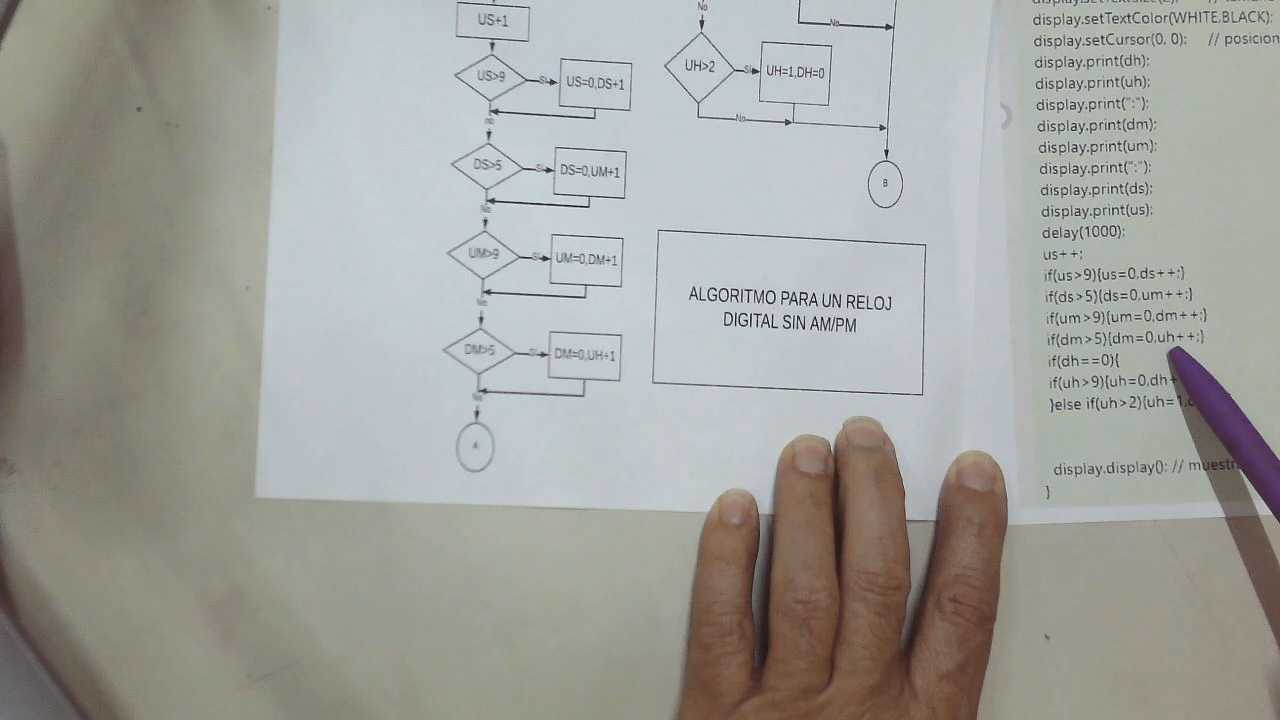 US+1
US>9
Si
US=0,DS+1
no
DS>5
Si
DS=0,UM+1
No
UM>9
Si
UM=0,DM+1
No
DM>5
Si
DM=0,UH+1
No
A
No
No
UH>2
Si
UH=1,DH=0
No
B
ALGORITMO PARA UN RELOJ
DIGITAL SIN AM/PM
display.setTextColor(WHITE,BLACK);
display.setCursor(0, 0); // posicion
display.print(dh);
display.print(uh);
display.print(":");
display.print(dm);
display.print(um);
display.print(":");
display.print(ds);
display.print(us);
delay(1000);
us++;
if(us>9){us=0,ds++;}
if(ds>5){ds=0,um++;}
if(um>9){um=0,dm++;}
if(dm>5){dm=0,uh++;}
if(dh==0){
if(uh>9){uh=0,dh+
}else if(uh>2){uh=1,
display.display(); // muestr
}